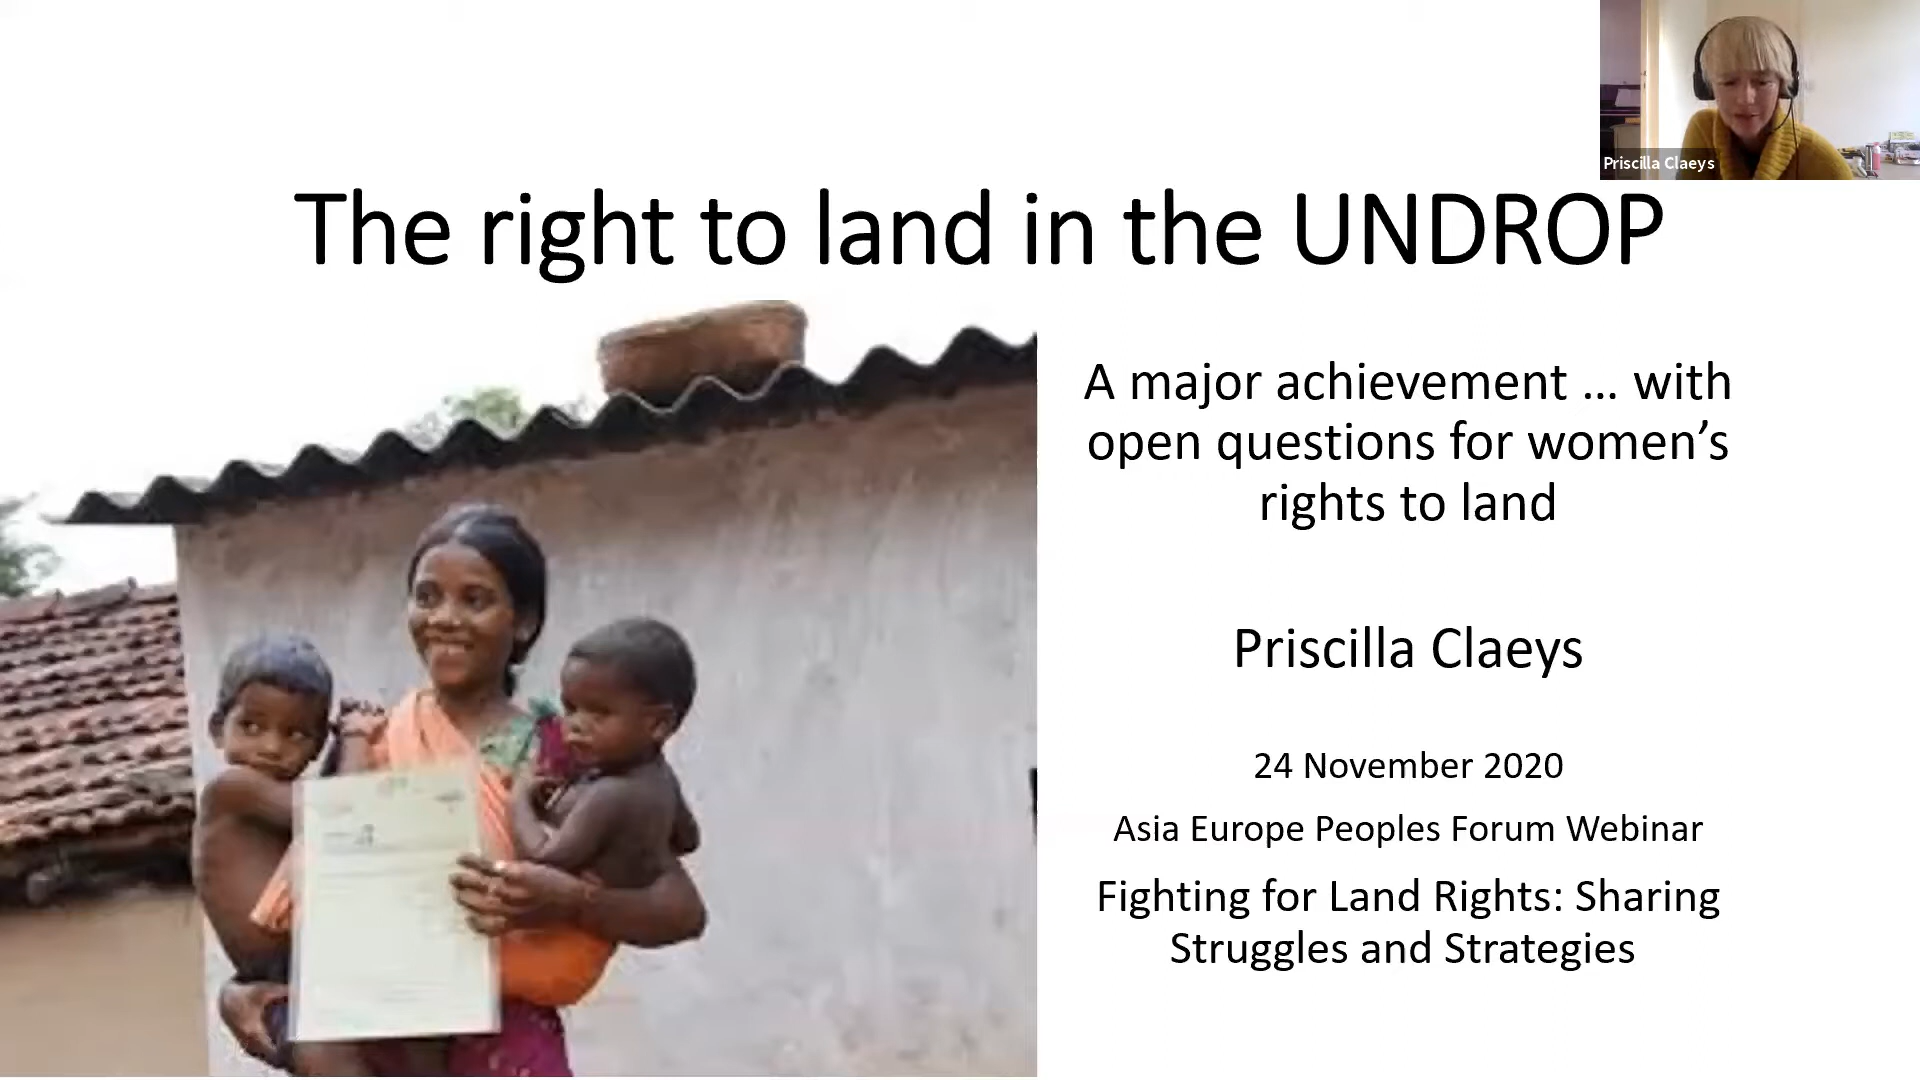 Priscilla Claeys
The right to land in the UNDROP
A major achievement ... with
open questions for women’s
rights to land
Priscilla Claeys
24 November 2020
Asia Europe Peoples Forum Webinar
Fighting for Land Rights: Sharing
Struggles and Strategies